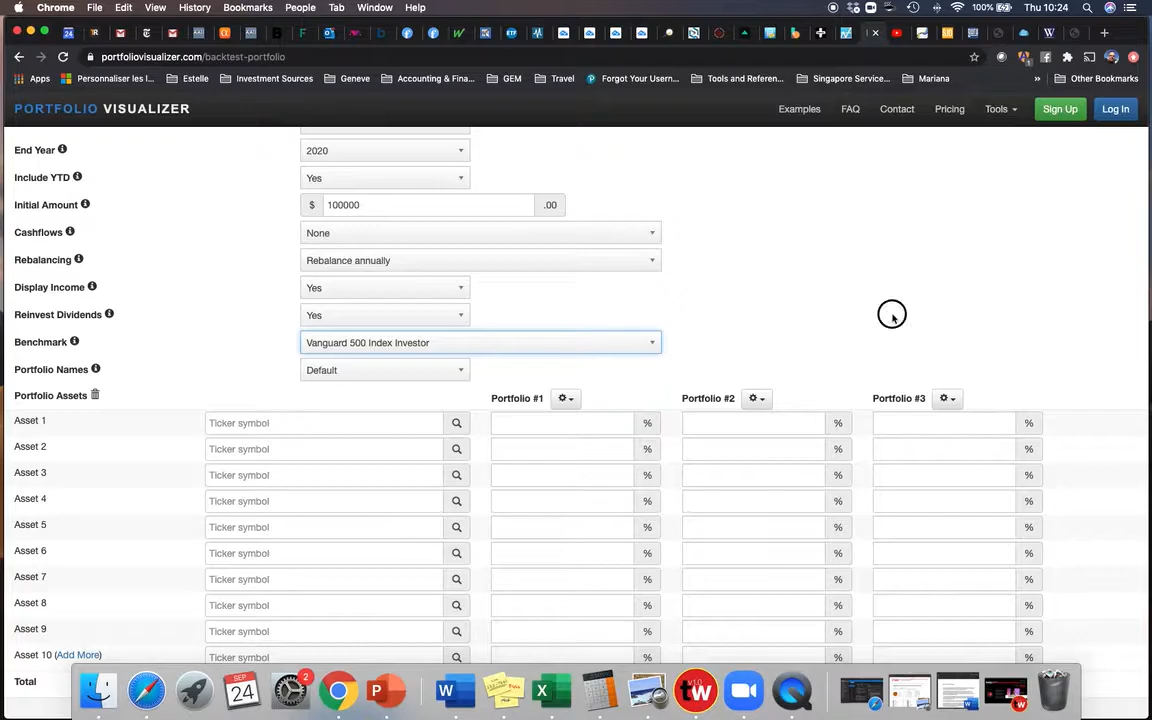 Chrome File Edit View History Bookmarks People Tab Window Help 100% Thu 10:24
portfoliovisualizer.com/backtest-portfolio
Apps Personnaliser les l... Estelle Investment Sources Geneve Accounting & Fina... GEM Travel Forgot Your Usern... Tools and Referen... Singapore Service... Mariana » Other Bookmarks
PORTFOLIO VISUALIZER Examples FAQ Contact Pricing Tools Sign Up Log In
End Year 2020
Include YTD Yes
Initial Amount $ 100000 .00
Cashflows None
Rebalancing Rebalance annually
Display Income Yes
Reinvest Dividends Yes
Benchmark Vanguard 500 Index Investor
Portfolio Names Default
Portfolio Assets Portfolio #1 Portfolio #2 Portfolio #3
Asset 1 Ticker symbol % % %
Asset 2 Ticker symbol % % %
Asset 3 Ticker symbol % % %
Asset 4 Ticker symbol % % %
Asset 5 Ticker symbol % % %
Asset 6 Ticker symbol % % %
Asset 7 Ticker symbol % % %
Asset 8 Ticker symbol % % %
Asset 9 Ticker symbol % % %
Asset 10 (Add More) Ticker symbol % % %
Total
SEP
24
2